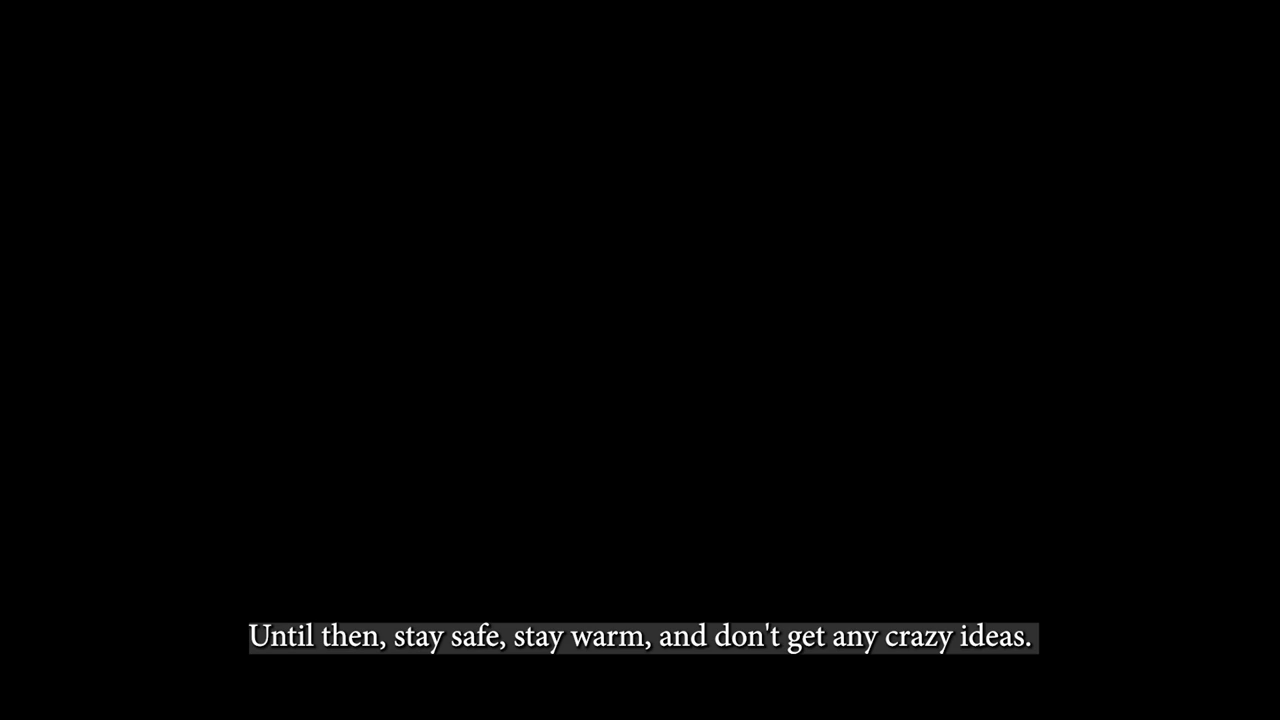 Until then, stay safe, stay warm, and don't get any crazy ideas.